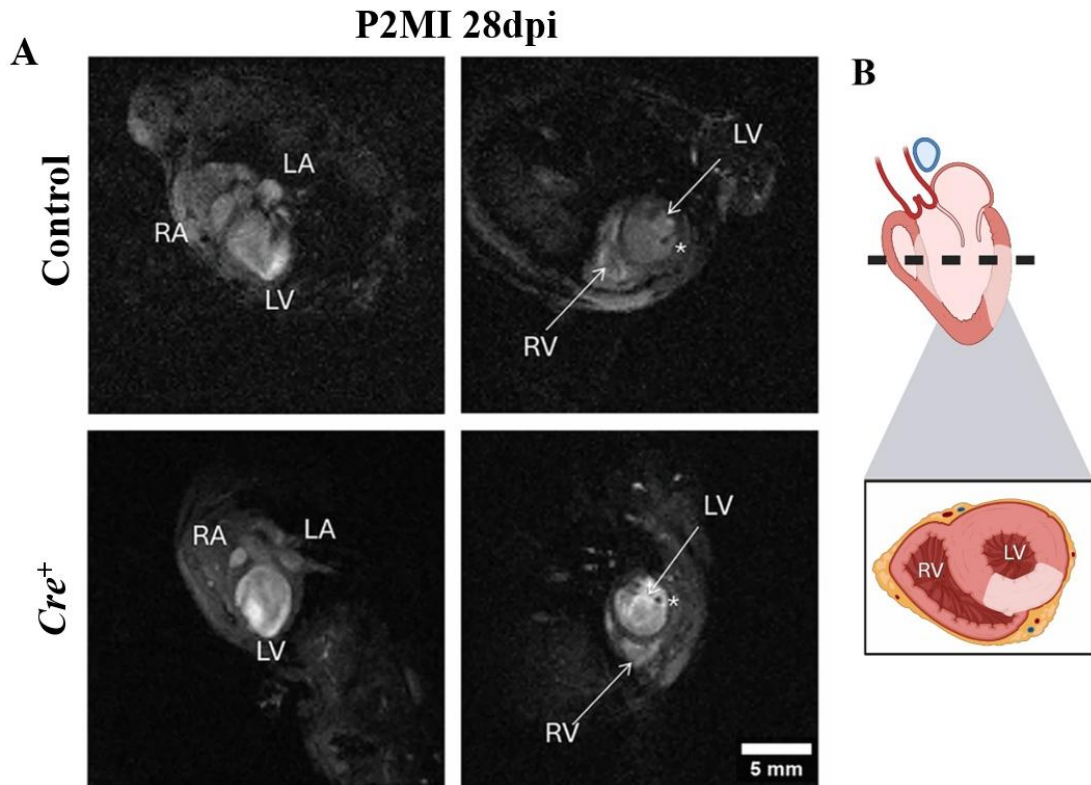 P2MI 28dpi
A
B
Control
LA
RA
LV
LV
*
RV
Cre+
RA
LA
LV
LV
*
RV
5 mm
RV
LV